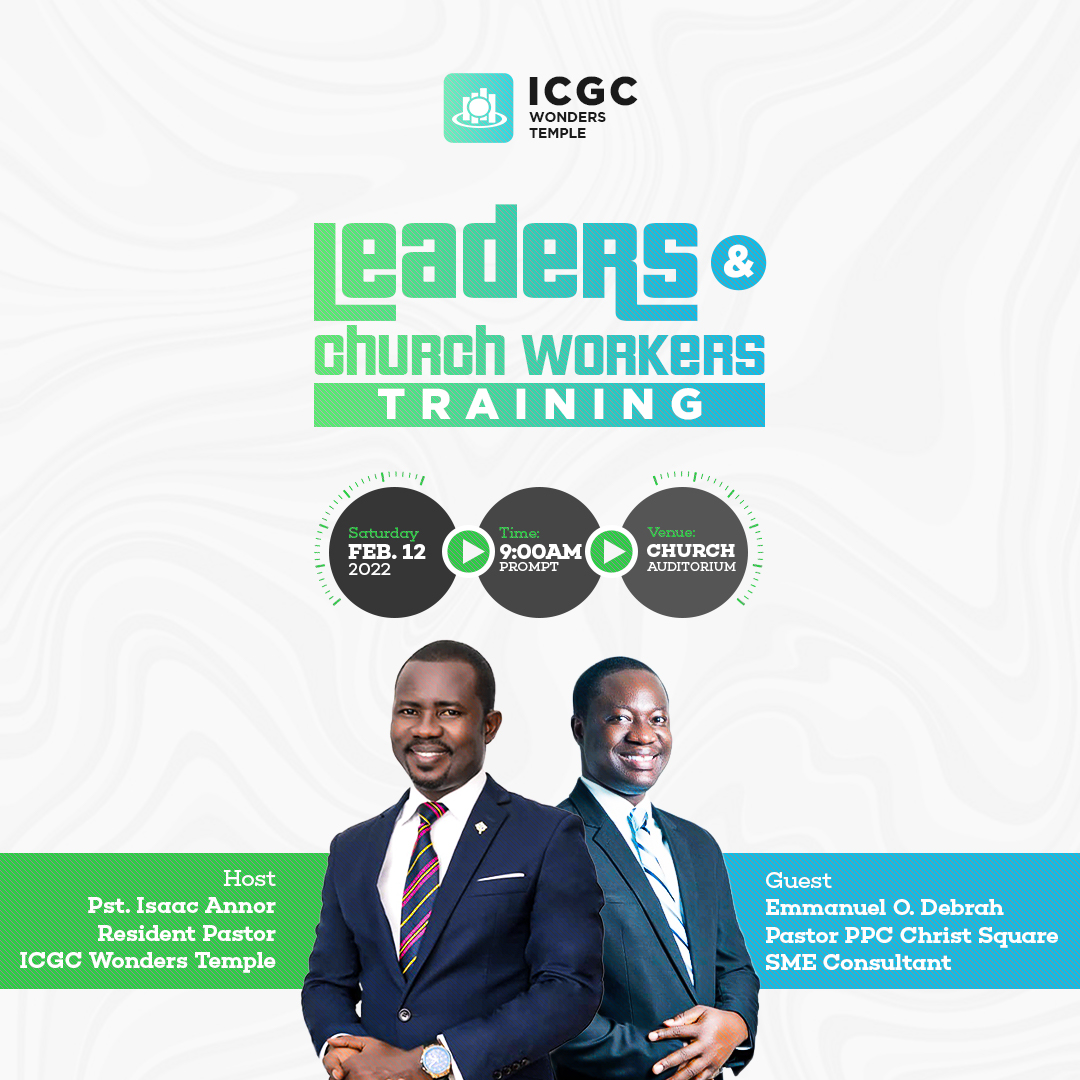 ICGC
WONDERS
TEMPLE
Leaders &
church workers
TRAINING
Saturday
FEB. 12
2022
Time:
9:00AM
PROMPT
Venue:
CHURCH
AUDITORIUM
Host
Pst. Isaac Annor
Resident Pastor
ICGC Wonders Temple
Guest
Emmanuel O. Debrah
Pastor PPC Christ Square
SME Consultant